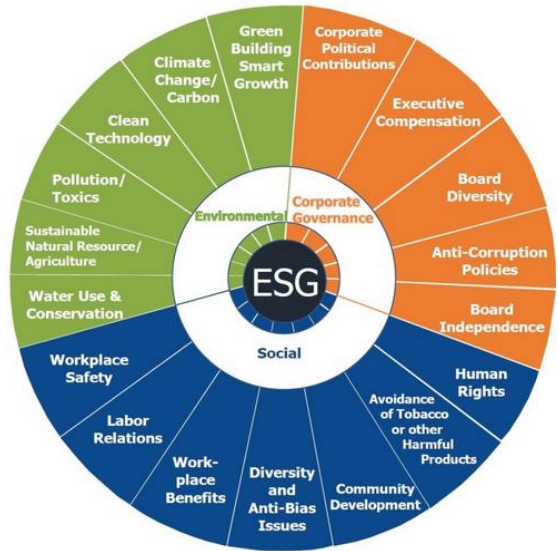 Green
Building
Smart
Growth
Climate
Change/
Carbon
Clean
Technology
Pollution/
Toxics
Sustainable
Natural Resource/
Agriculture
Water Use &
Conservation
Corporate
Political
Contributions
Executive
Compensation
Board
Diversity
Anti-Corruption
Policies
Board
Independence
Environmental
Corporate
Governance
ESG
Social
Workplace
Safety
Labor
Relations
Work-
place
Benefits
Diversity
and
Anti-Bias
Issues
Community
Development
Avoidance
of Tobacco
or other
Harmful
Products
Human
Rights